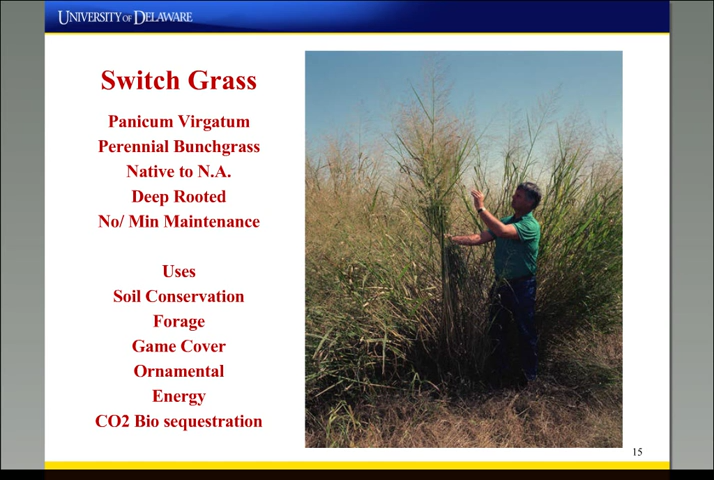 UNIVERSITY OF DELAWARE
Switch Grass
Panicum Virgatum
Perennial Bunchgrass
Native to N.A.
Deep Rooted
No/ Min Maintenance
Uses
Soil Conservation
Forage
Game Cover
Ornamental
Energy
CO2 Bio sequestration
15